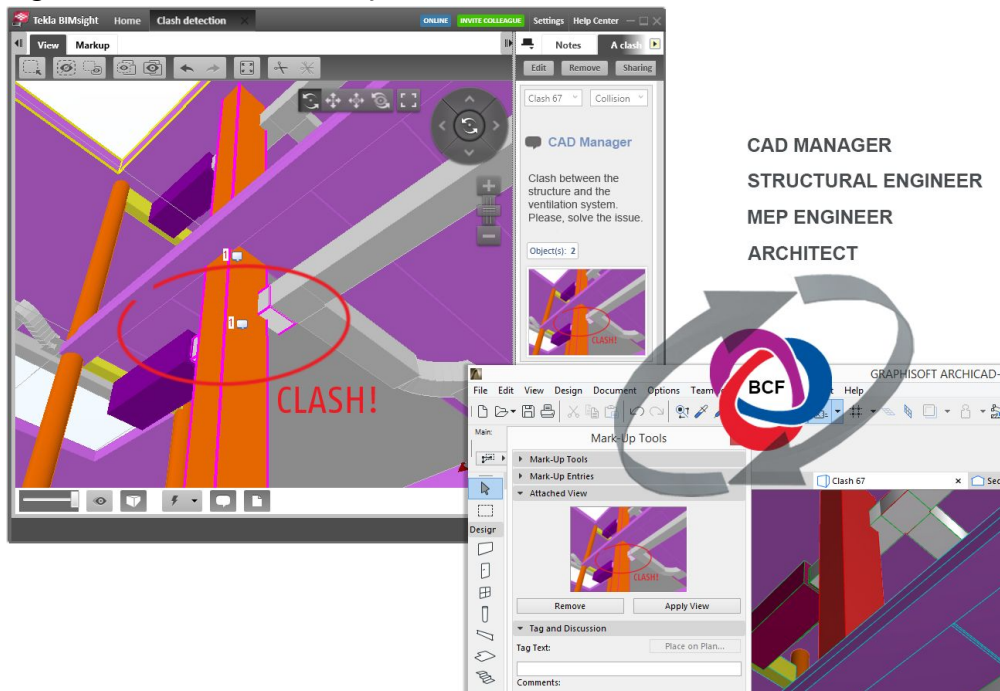 Tekla BIMsight Home Clash detection ONLINE INVITE COLLEAGUE Settings Help Center
View Markup
Notes A clash
Edit Remove Sharing
Clash 67 Collision
CAD Manager
Clash between the
structure and the
ventilation system.
Please, solve the issue.
Object(s): 2
1
1
CLASH!
CLASH!
CAD MANAGER
STRUCTURAL ENGINEER
MEP ENGINEER
ARCHITECT
BCF
GRAPHISOFT ARCHICAD-
File Edit View Design Document Options Help
Main:
Mark-Up Tools
Mark-Up Tools
Mark-Up Entries
Attached View
Clash 67
CLASH!
Remove Apply View
Design
Tag and Discussion
Tag Text: Place on Plan...
Comments: